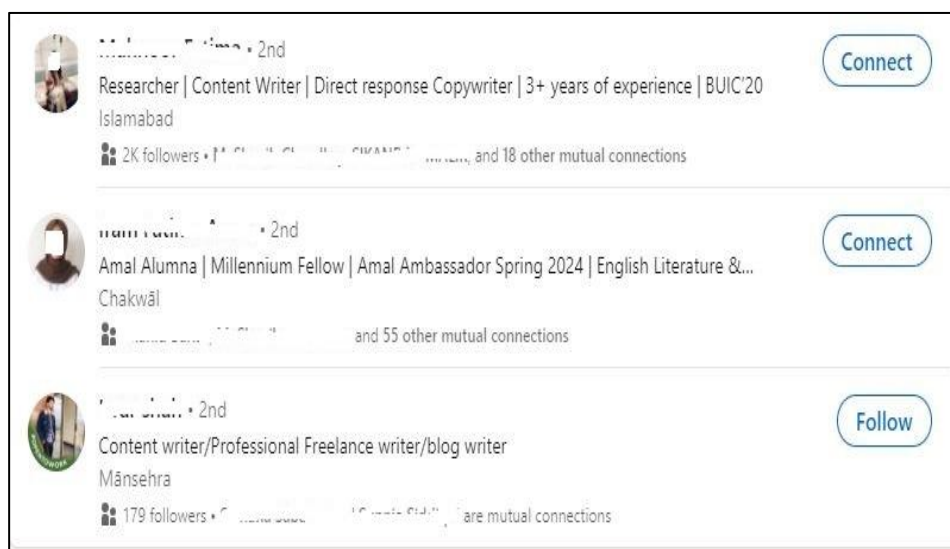 • 2nd
Connect
Researcher | Content Writer | Direct response Copywriter | 3+ years of experience | BUIC'20
Islamabad
2K followers • and 18 other mutual connections
• 2nd
Connect
Amal Alumna | Millennium Fellow | Amal Ambassador Spring 2024 | English Literature &...
Chakwāl
and 55 other mutual connections
• 2nd
Follow
Content writer/Professional Freelance writer/blog writer
Mānsehra
179 followers • are mutual connections